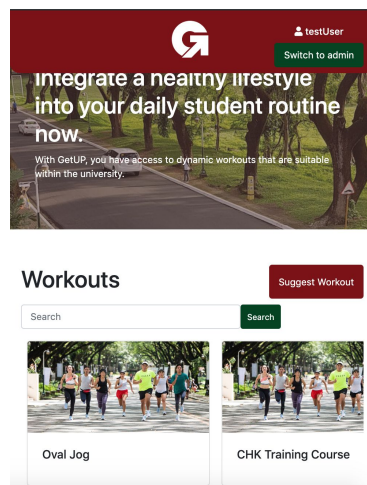 testUser
Switch to admin
Integrate a healthy lifestyle
into your daily student routine
now.
With GetUP, you have access to dynamic workouts that are suitable
within the university.
Workouts
Suggest Workout
Search
Search
Oval Jog
CHK Training Course